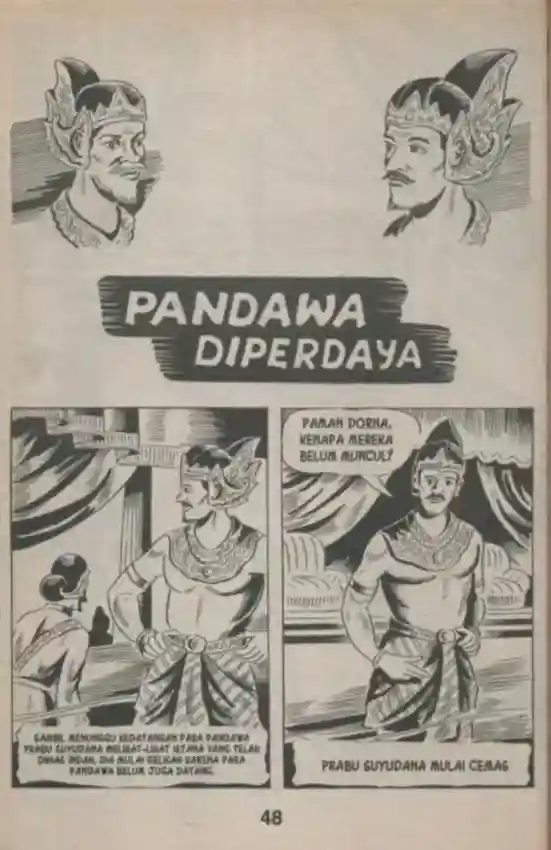 PANDAWA
DIPERDAYA
PAMAN DORNA,
KENAPA MEREKA
BELUM MUNCUL?
SAMBIL MENUNGGU KEDATANGAN PARA PANDAWA
PRABU SUYUDANA MELIHAT-LIHAT ISTANA YANG TELAH
DIHIAS INDAH, DIA MULAI GELISAH KARENA PARA
PANDAWA BELUM JUGA DATANG.
PRABU SUYUDANA MULAI CEMAS
48